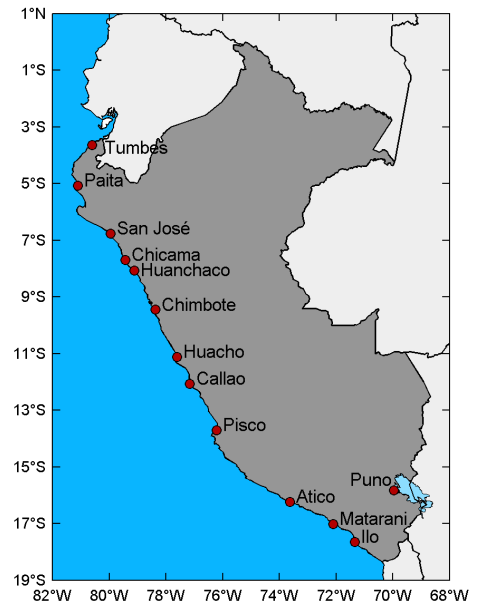 1°N
1°S
3°S
Tumbes
5°S
Paita
7°S
San José
Chicama
Huanchaco
9°S
Chimbote
11°S
Huacho
Callao
13°S
Pisco
15°S
Puno
Atico
17°S
Matarani
Ilo
19°S
82°W 80°W 78°W 76°W 74°W 72°W 70°W 68°W